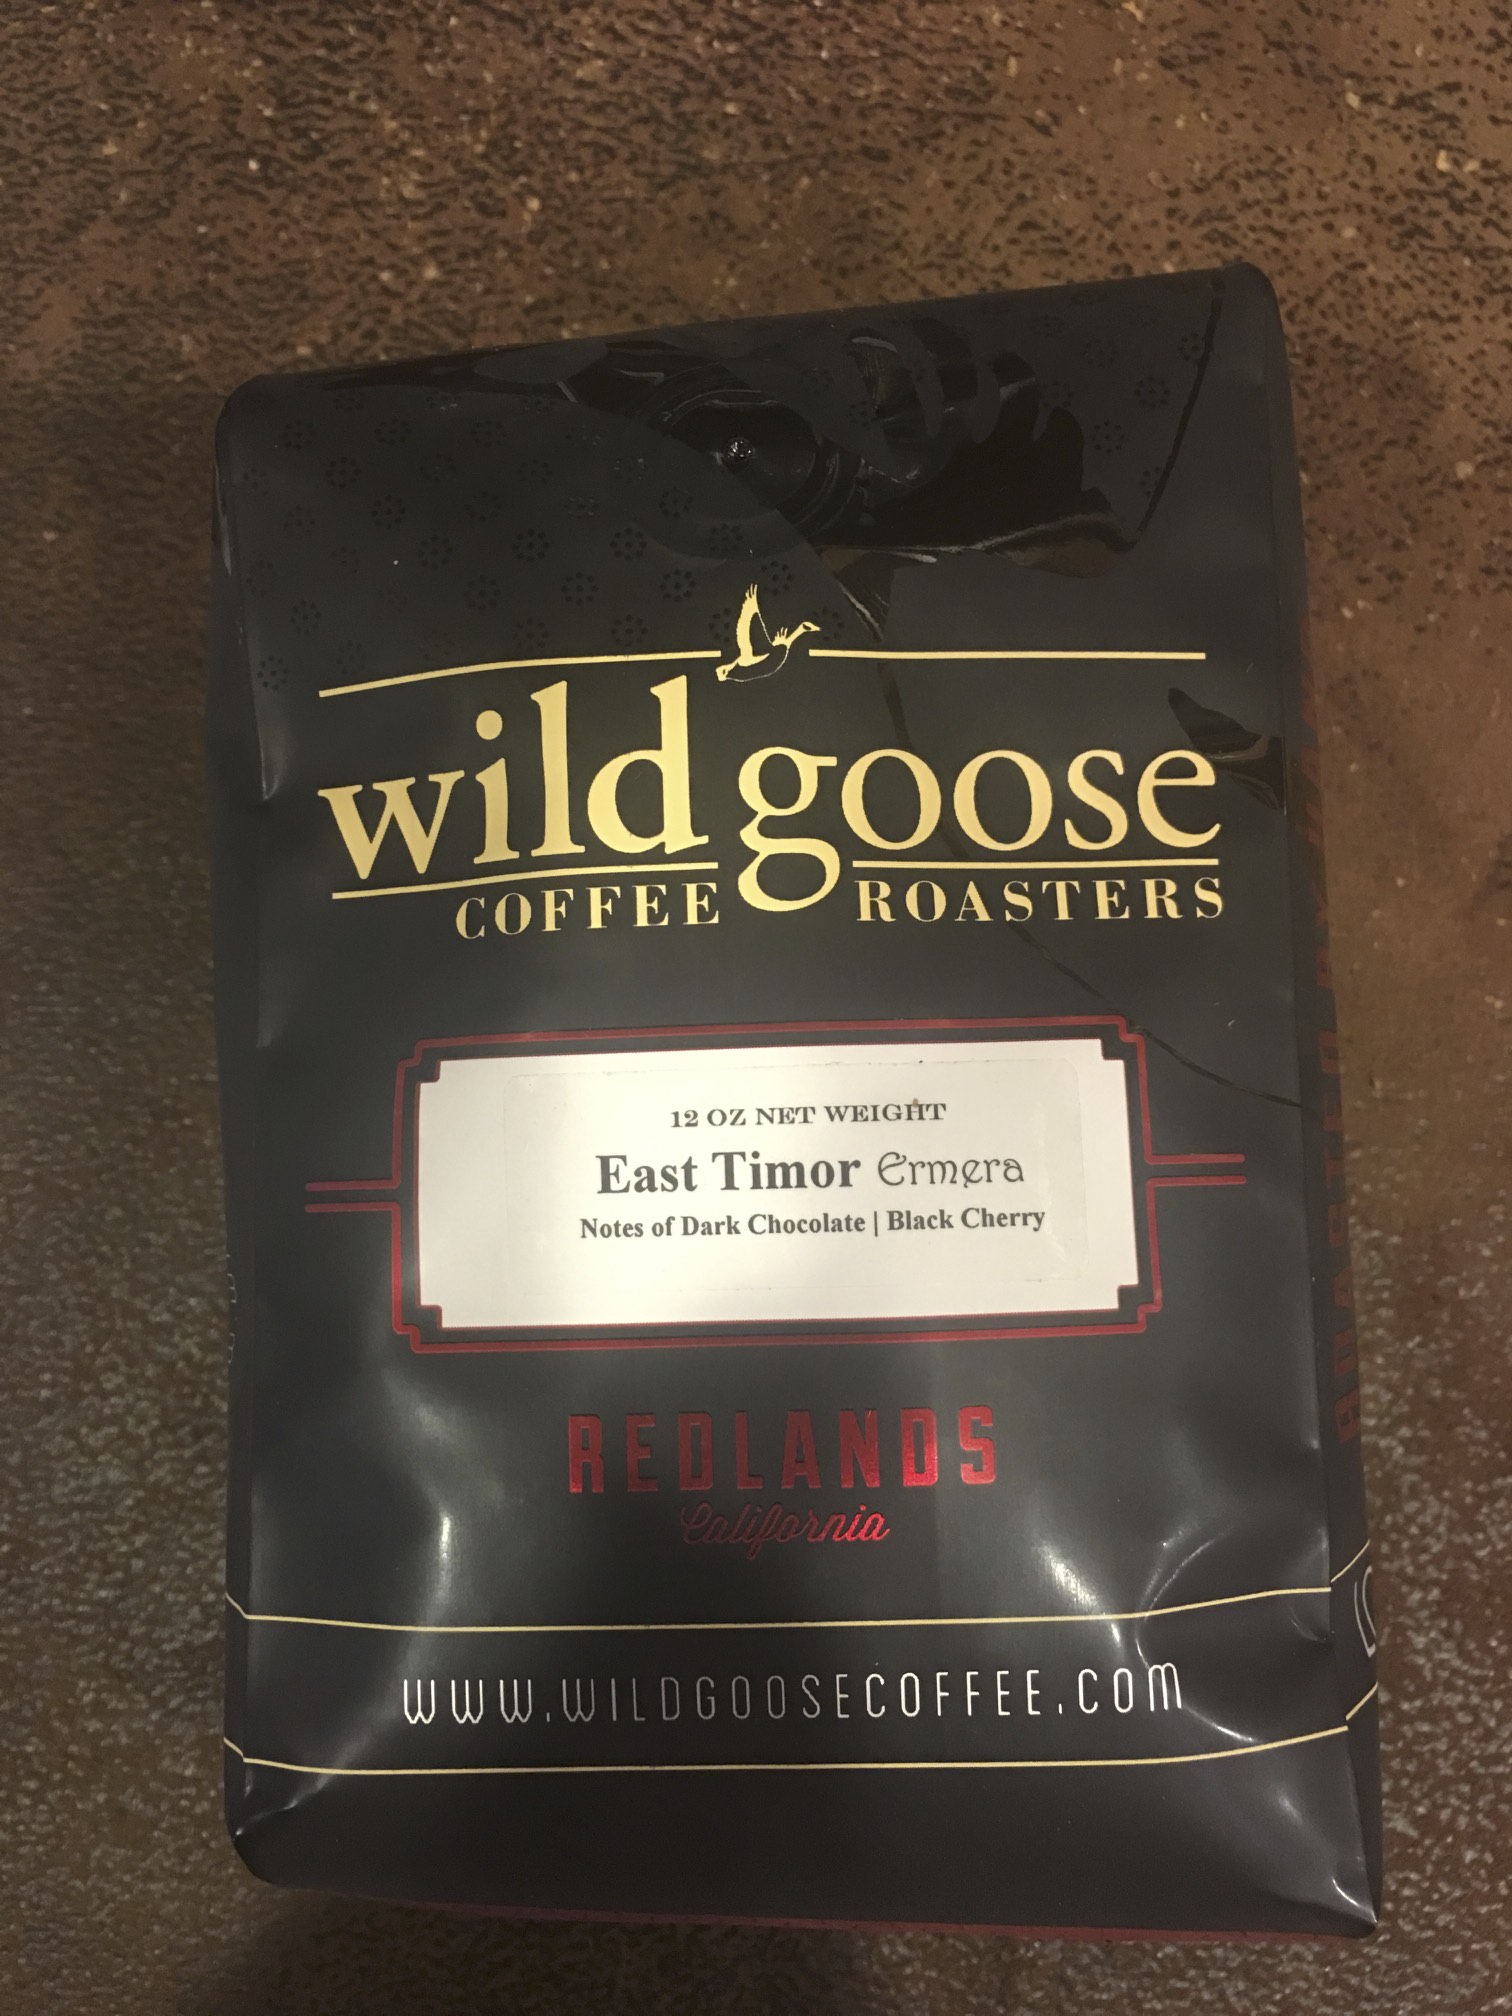 wild goose
COFFEE ROASTERS
12 OZ NET WEIGHT
East Timor Ermera
Notes of Dark Chocolate | Black Cherry
REDLANDS
California
WWW.WILDGOOSECOFFEE.COM